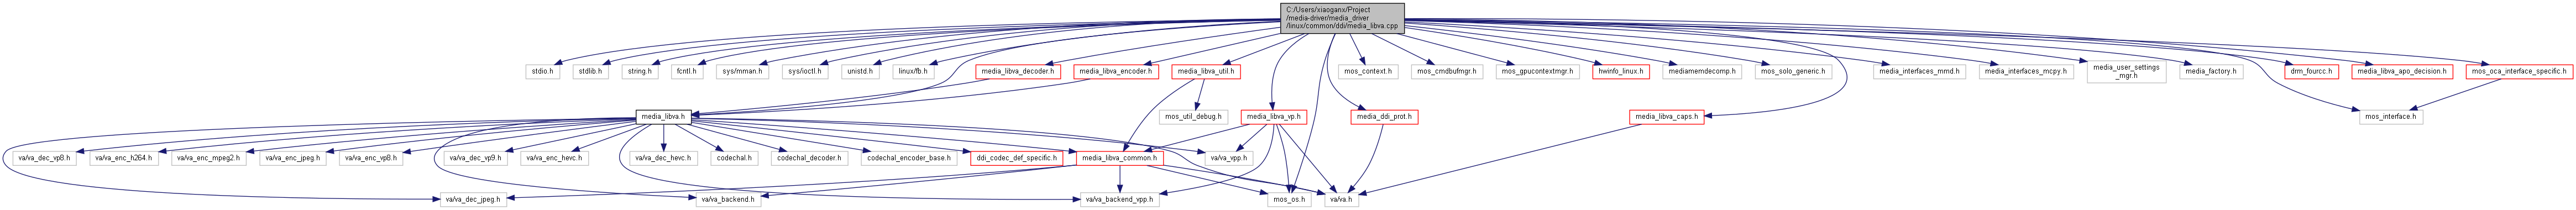 C:/Users/xiaoganx/Project
/media-driver/media_driver
/linux/common/ddi/media_libva.cpp
stdio.h
stdlib.h
string.h
fcntl.h
sys/mman.h
sys/ioctl.h
unistd.h
linux/fb.h
media_libva_decoder.h
media_libva_encoder.h
media_libva_util.h
mos_context.h
mos_cmdbufmgr.h
mos_gpucontextmgr.h
hwinfo_linux.h
mediamemdecomp.h
mos_solo_generic.h
media_interfaces_mmd.h
media_interfaces_mcpy.h
media_user_settings
_mgr.h
media_factory.h
drm_fourcc.h
media_libva_apo_decision.h
mos_oca_interface_specific.h
media_libva.h
mos_util_debug.h
media_libva_vp.h
media_ddi_prot.h
media_libva_caps.h
mos_interface.h
va/va_dec_vp8.h
va/va_enc_h264.h
va/va_enc_mpeg2.h
va/va_enc_jpeg.h
va/va_enc_vp8.h
va/va_dec_vp9.h
va/va_enc_hevc.h
va/va_dec_hevc.h
codechal.h
codechal_decoder.h
codechal_encoder_base.h
ddi_codec_def_specific.h
media_libva_common.h
va/va_vpp.h
va/va_dec_jpeg.h
va/va_backend.h
va/va_backend_vpp.h
mos_os.h
va/va.h